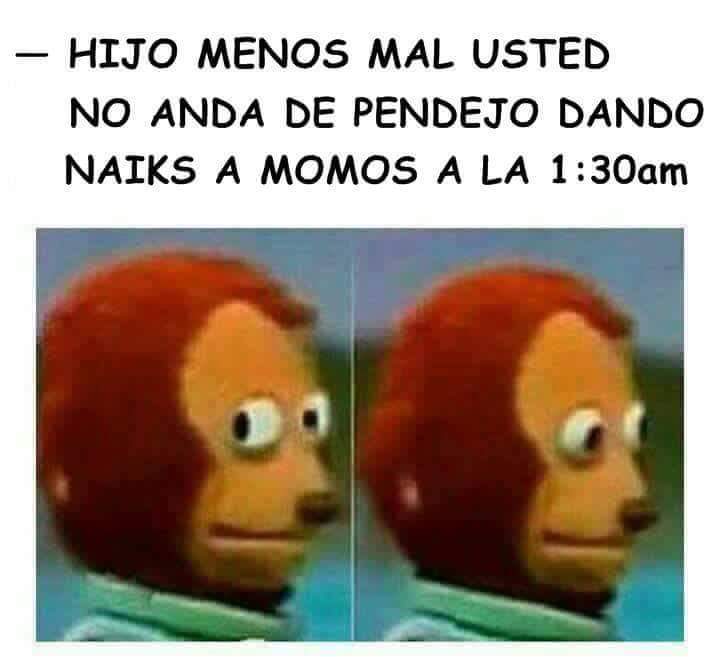 — HIJO MENOS MAL USTED
NO ANDA DE PENDEJO DANDO
NAIKS A MOMOS A LA 1:30am